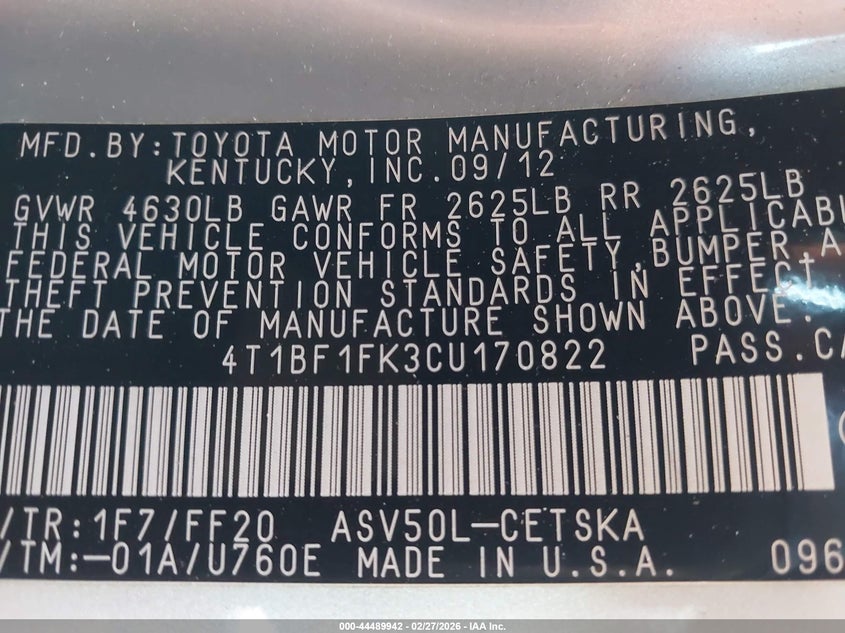 MFD.BY:TOYOTA MOTOR MANUFACTURING,
KENTUCKY,INC.09/12
GVWR 4630LB GAWR FR 2625LB RR 2625LB
THIS VEHICLE CONFORMS TO ALL APPLICABL
FEDERAL MOTOR VEHICLE SAFETY,BUMPER,A
THEFT PREVENTION STANDARDS IN EFFECT
THE DATE OF MANUFACTURE SHOWN ABOVE.
4T1BF1FK3CU170822 PASS.CA
/TR:1F7/FF20 ASV50L-CETSKA
/TM:-01A/U760E MADE IN U.S.A. 096
000-44489942 - 02/27/2026 - IAA Inc.